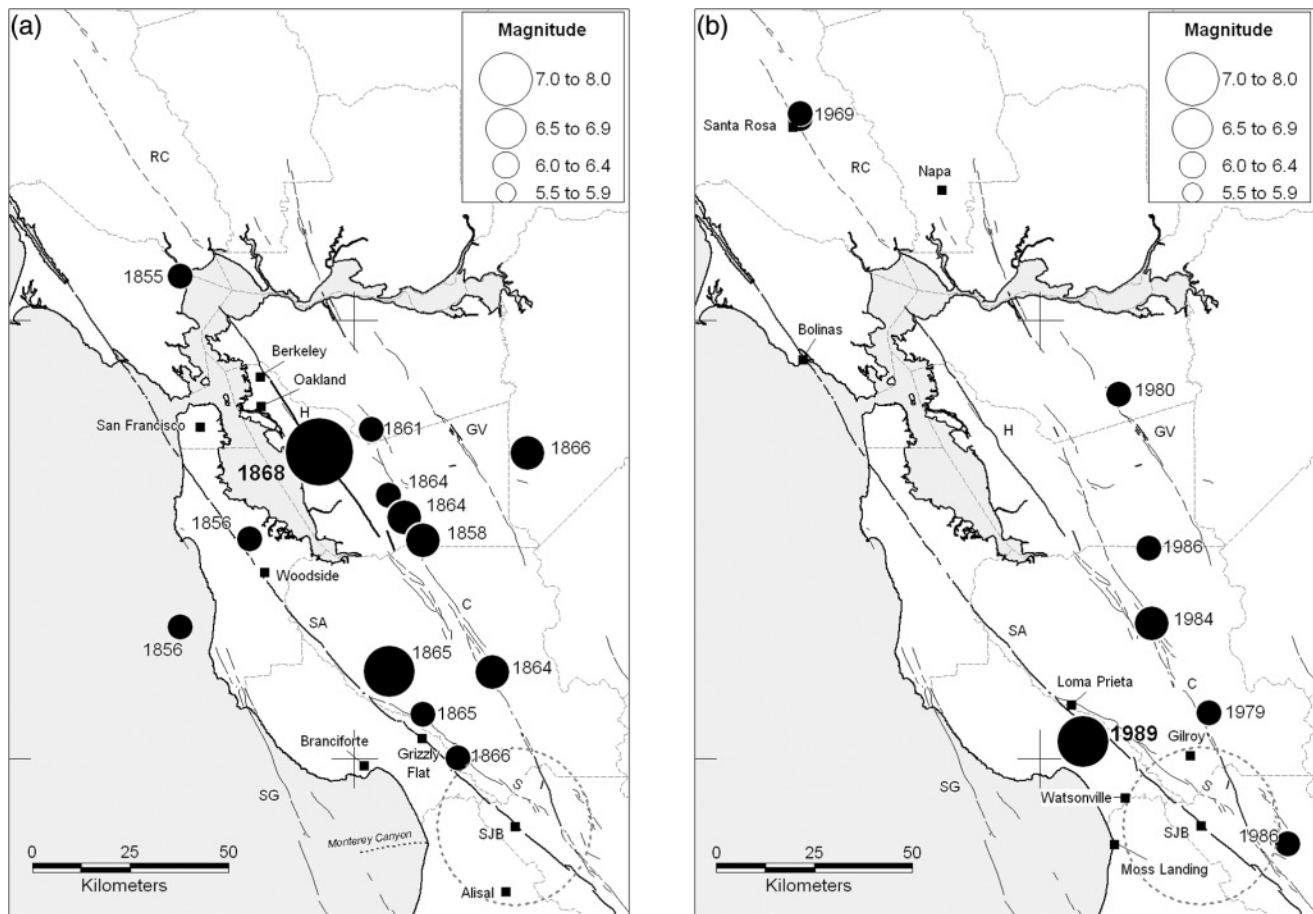 (a)
Magnitude
7.0 to 8.0
6.5 to 6.9
6.0 to 6.4
5.5 to 5.9
RC
1855
Berkeley
Oakland
H
San Francisco
1861
GV
1868
1866
1864
1864
1856
1858
Woodside
C
SA
1856
I
1865
1864
1865
Branciforte
Grizzly
Flat
1866
SG
S
I
SJB
Monterey Canyon
Alisal
0 25 50
Kilometers
(b)
Magnitude
7.0 to 8.0
6.5 to 6.9
6.0 to 6.4
5.5 to 5.9
1969
Santa Rosa
RC
Napa
Bolinas
1980
H
GV
1986
SA
1984
Loma Prieta
C
1979
1989
Gilroy
SG
S
I
Watsonville
SJB
1986
Moss Landing
0 25 50
Kilometers